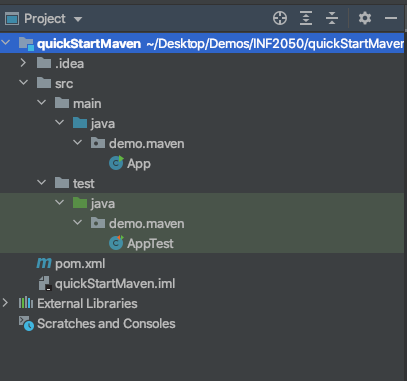 Project
quickStartMaven ~/Desktop/Demos/INF2050/quickStartMaven
.idea
src
main
java
demo.maven
App
test
java
demo.maven
AppTest
m pom.xml
quickStartMaven.iml
External Libraries
Scratches and Consoles